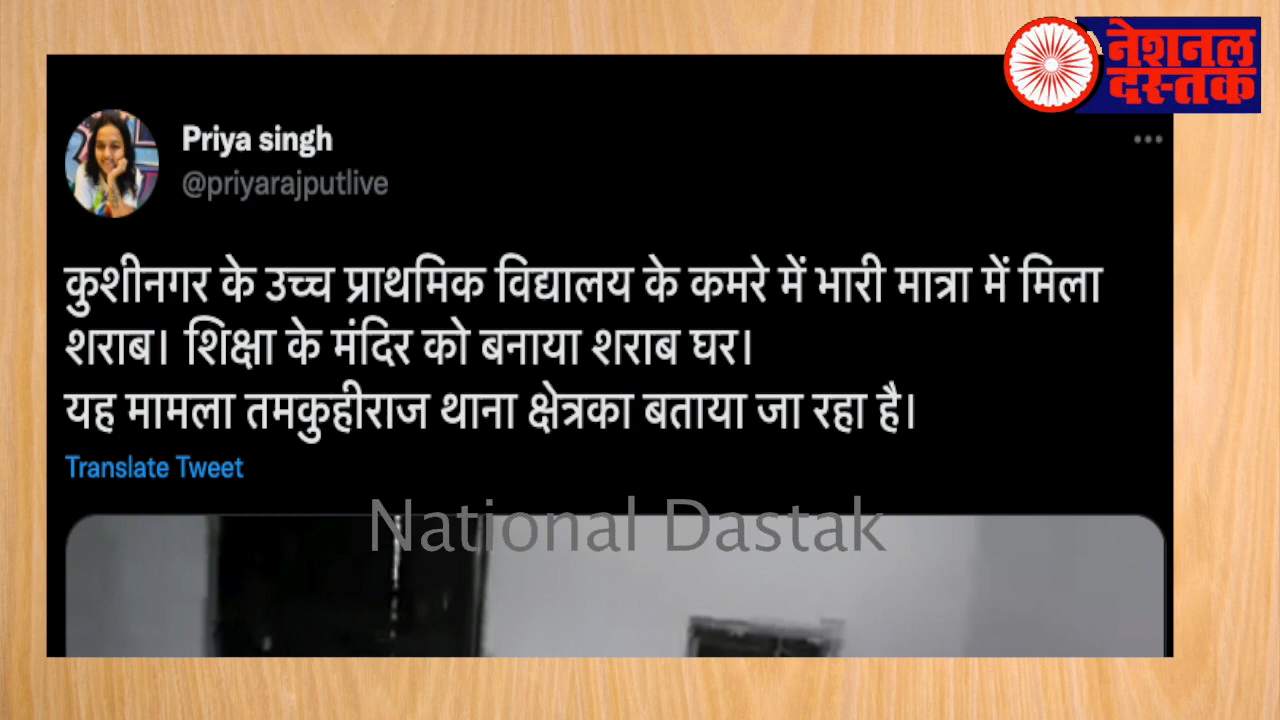 नेशनल
दस्तक
Priya singh
@priyarajputlive
कुशीनगर के उच्च प्राथमिक विद्यालय के कमरे में भारी मात्रा में मिला
शराब। शिक्षा के मंदिर को बनाया शराब घर।
यह मामला तमकुहीराज थाना क्षेत्रका बताया जा रहा है।
Translate Tweet
National Dastak